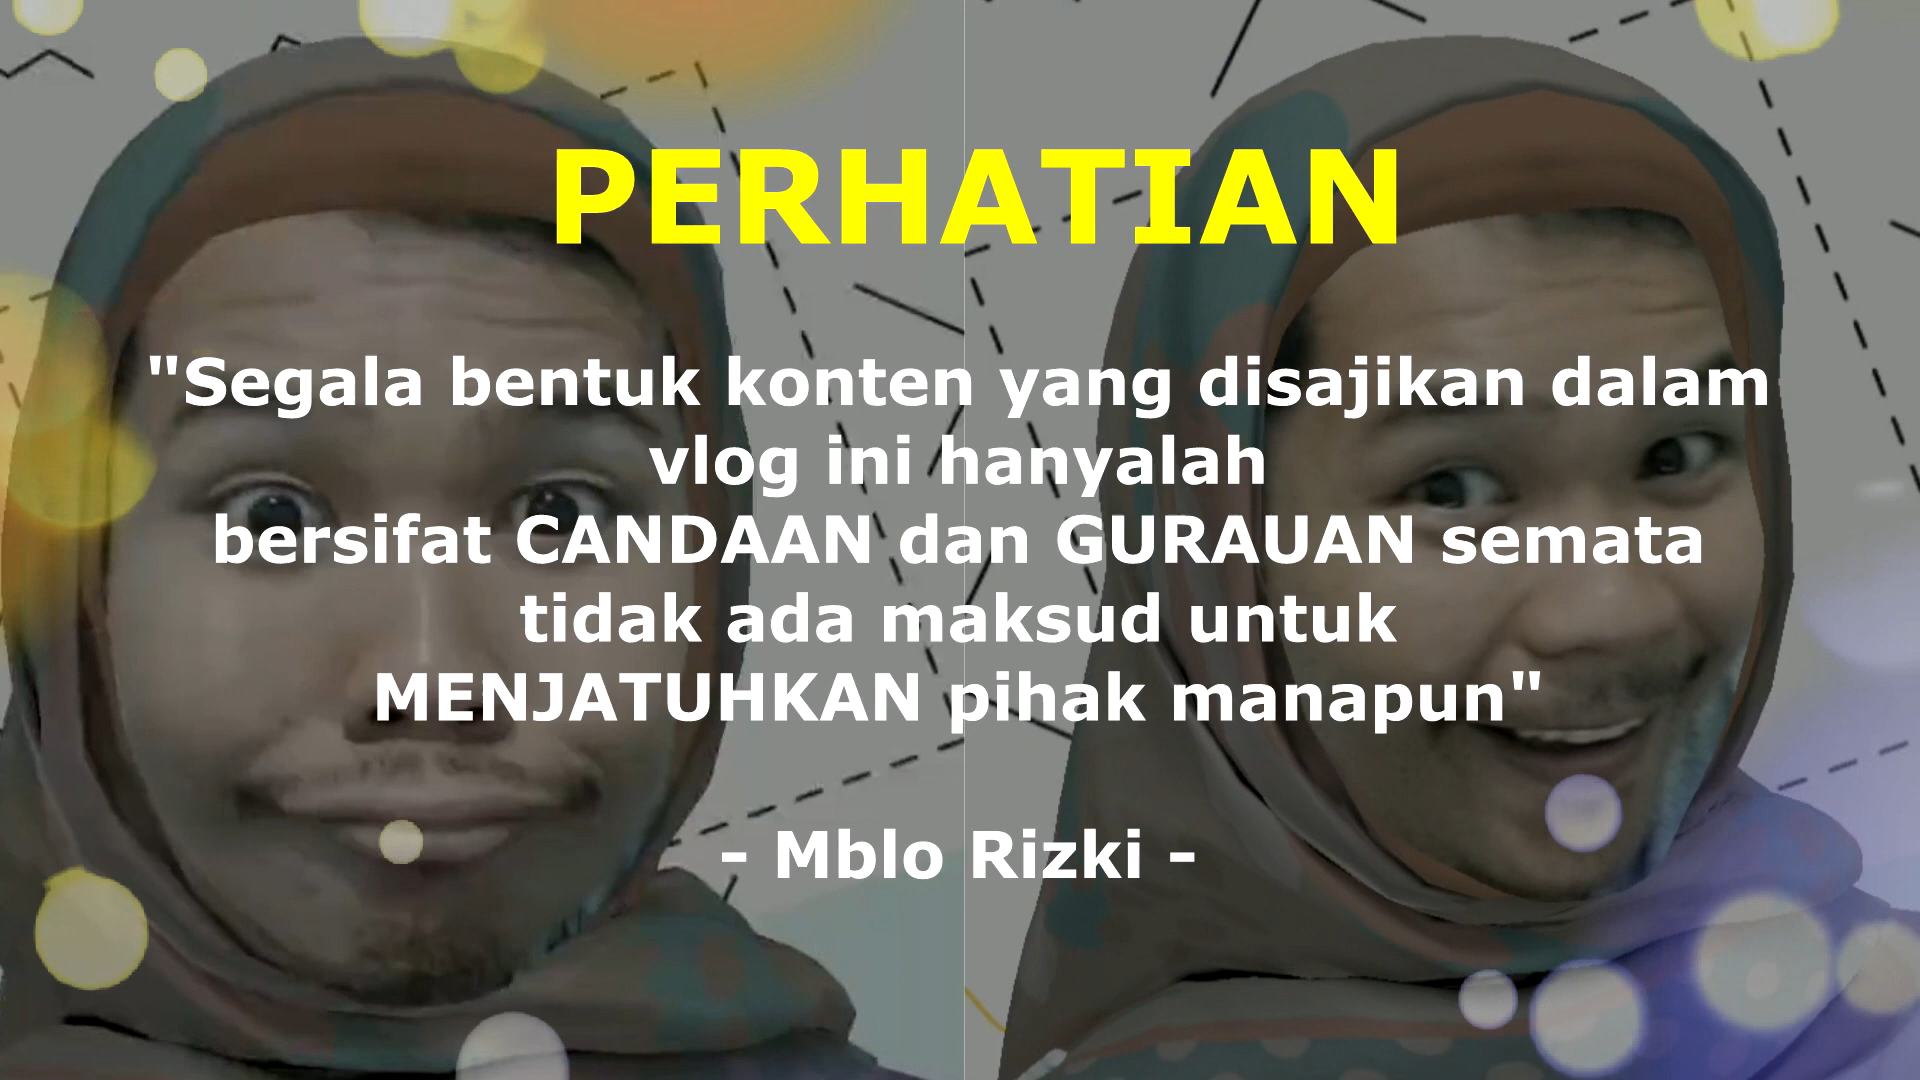 PERHATIAN
"Segala bentuk konten yang disajikan dalam
vlog ini hanyalah
bersifat CANDAAN dan GURAUAN semata
tidak ada maksud untuk
MENJATUHKAN pihak manapun"
- Mblo Rizki -